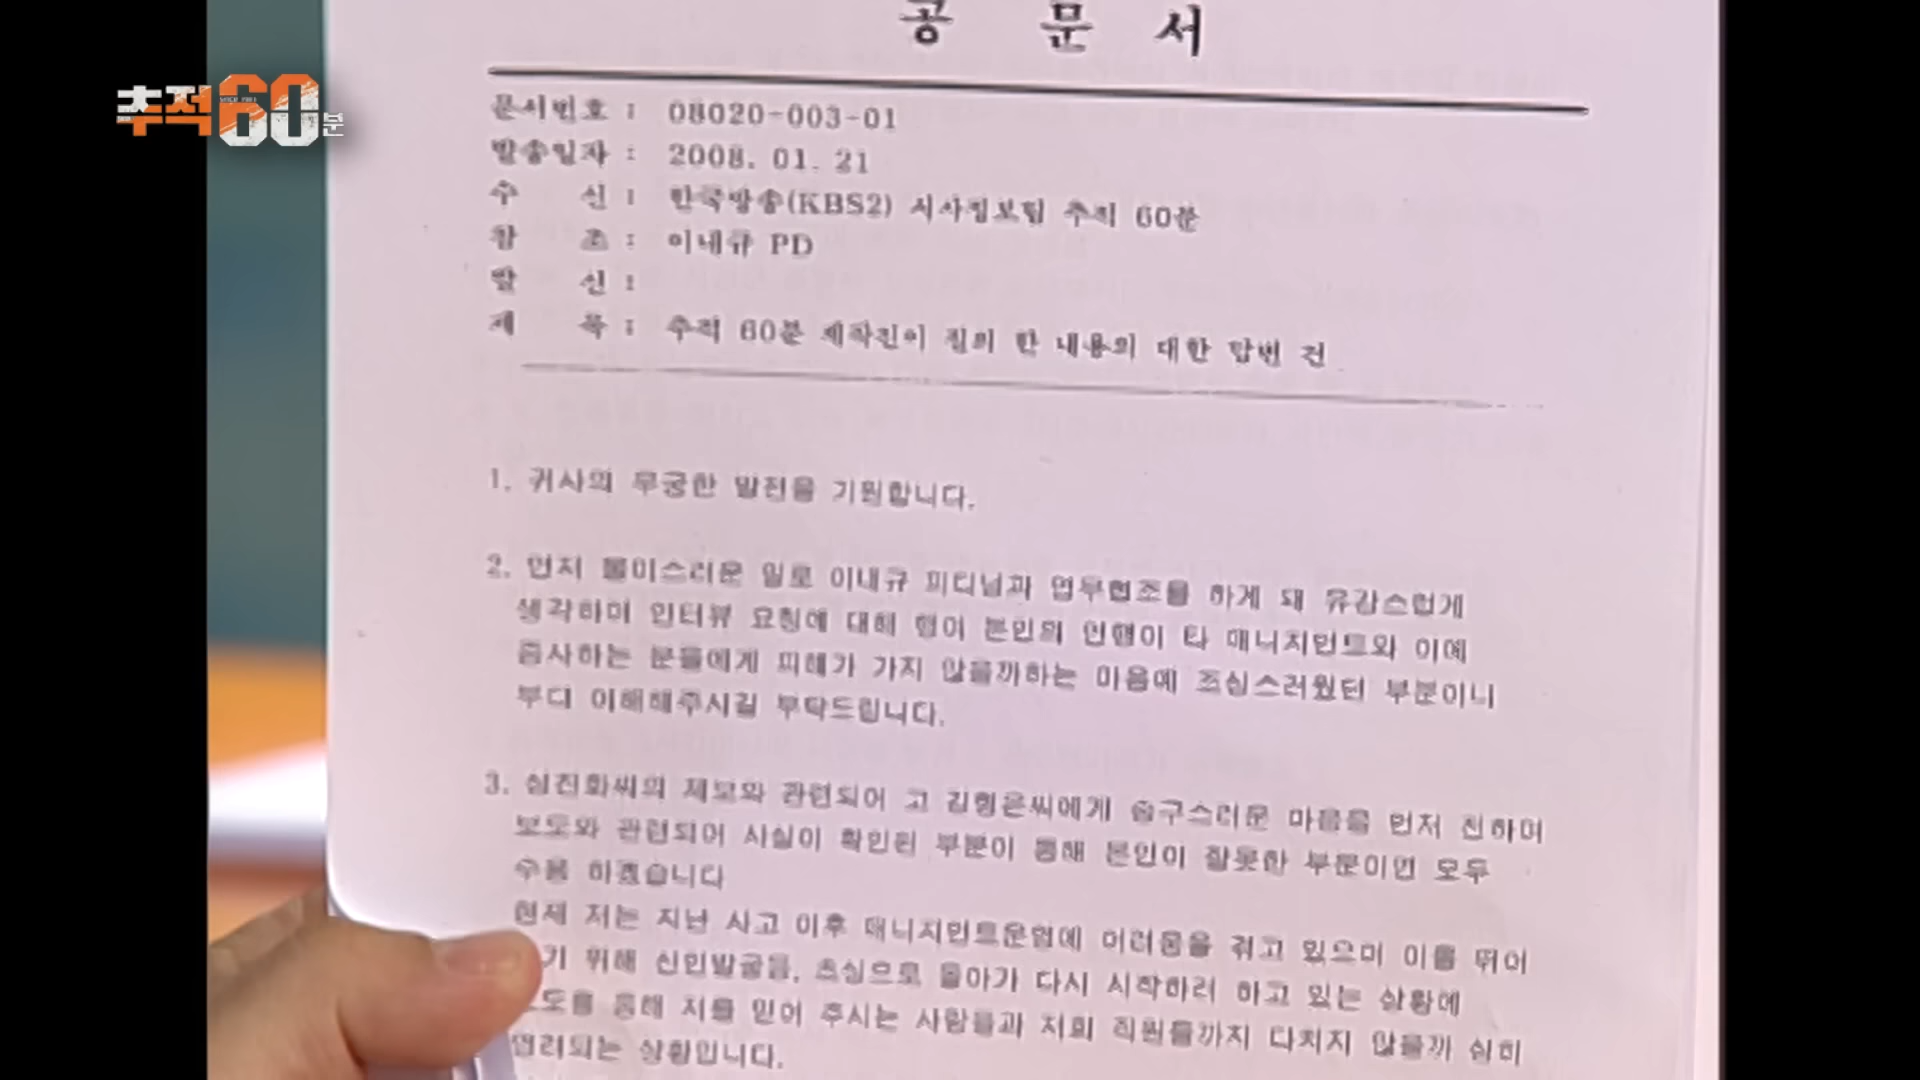 추적60분
공 문 서
문서번호 : 08020-003-01
발송일자 : 2008. 01. 21
수 신 : 한국방송(KBS2) 시사정보팀 추적 60분
참 조 : 이내규 PD
발 신 :
제 목 : 추적 60분 제작진이 질의 한 내용의 대한 답변 건
1. 귀사의 무궁한 발전을 기원합니다.
2. 먼저 불미스러운 일로 이내규 피디님과 업무협조를 하게 돼 유감스럽게
생각하며 인터뷰 요청에 대해 행여 본인의 언행이 타 매니지먼트와 이에
종사하는 분들에게 피해가 가지 않을까하는 마음에 조심스러웠던 부분이니
부디 이해해주시길 부탁드립니다.
3. 심진화씨의 제보와 관련되어 고 김형은씨에게 송구스러운 마음을 먼저 전하며
보도와 관련되어 사실이 확인된 부분이 통해 본인이 잘못한 부분이면 모두
수용 하겠습니다
현재 저는 지난 사고 이후 매니지먼트운영에 어려움을 겪고 있으며 이를 뛰어
기 위해 신인발굴등, 초심으로 돌아가 다시 시작하려 하고 있는 상황에
보도를 통해 저를 믿어 주시는 사람들과 저희 직원들까지 다치지 않을까 심히
염려되는 상황입니다.